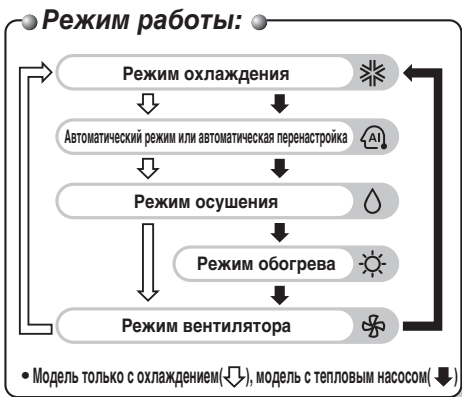 Режим работы:
Режим охлаждения
Автоматический режим или автоматическая перенастройка
AI
Режим осушения
Режим обогрева
Режим вентилятора
• Модель только с охлаждением(⇩), модель с тепловым насосом(⬇)